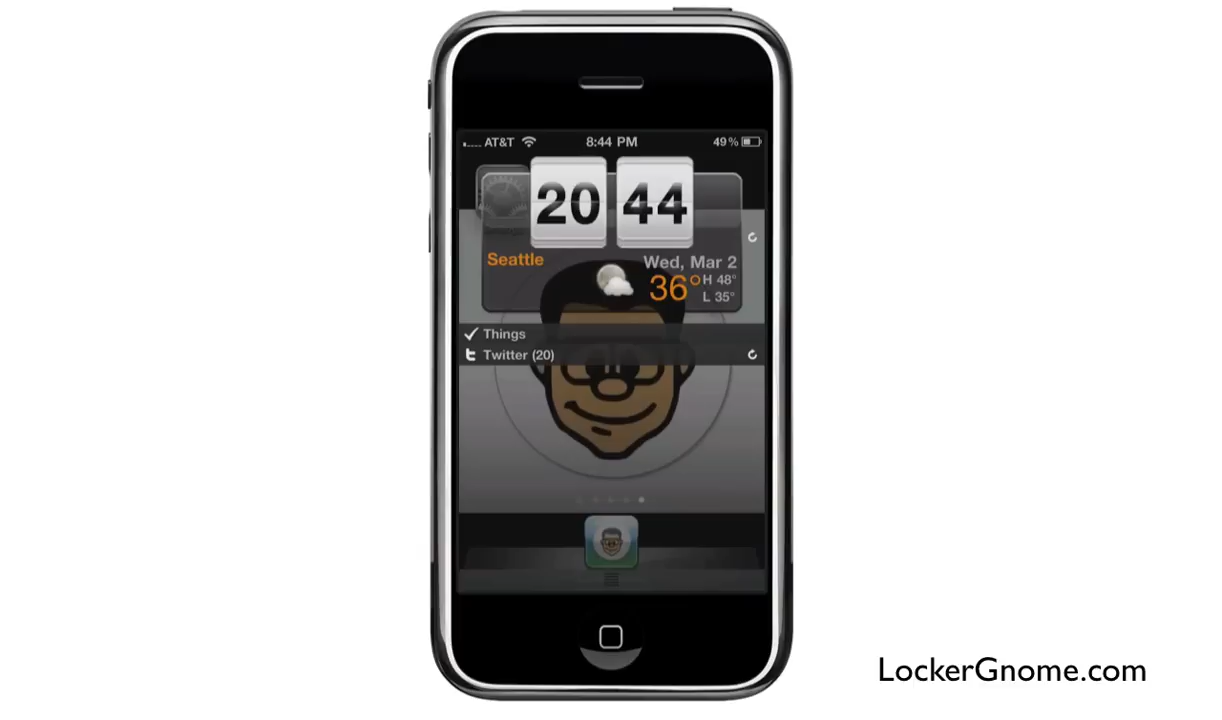 AT&T 8:44 PM 49%
20 44
Seattle Wed, Mar 2
36° H 48°
L 35°
Things
Twitter (20)
LockerGnome.com